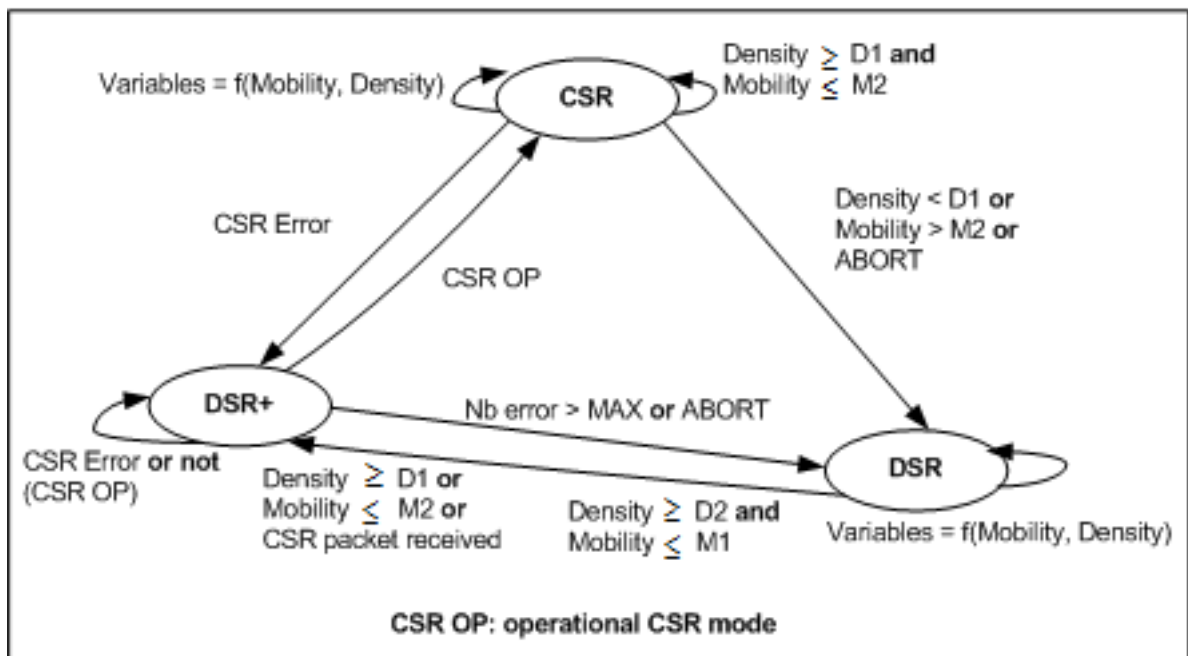 Density ≥ D1 and
Mobility ≤ M2
Variables = f(Mobility, Density)
CSR
Density < D1 or
Mobility > M2 or
ABORT
CSR Error
CSR OP
DSR+
Nb error > MAX or ABORT
CSR Error or not
(CSR OP)
Density ≥ D1 or
Mobility ≤ M2 or
CSR packet received
Density ≥ D2 and
Mobility ≤ M1
DSR
Variables = f(Mobility, Density)
CSR OP: operational CSR mode